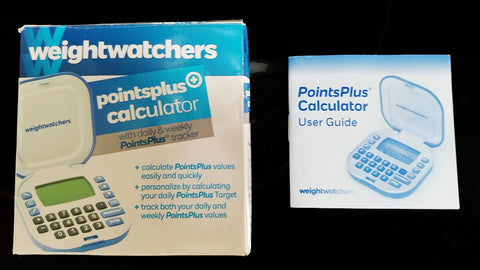 weightwatchers
pointsplus
calculator
with daily & weekly
PointsPlus® tracker
weightwatchers
+ calculate PointsPlus values
easily and quickly
+ personalize by calculating
your daily PointsPlus Target
+ track both your daily and
weekly PointsPlus values
PointsPlus®
Calculator
User Guide
weightwatchers